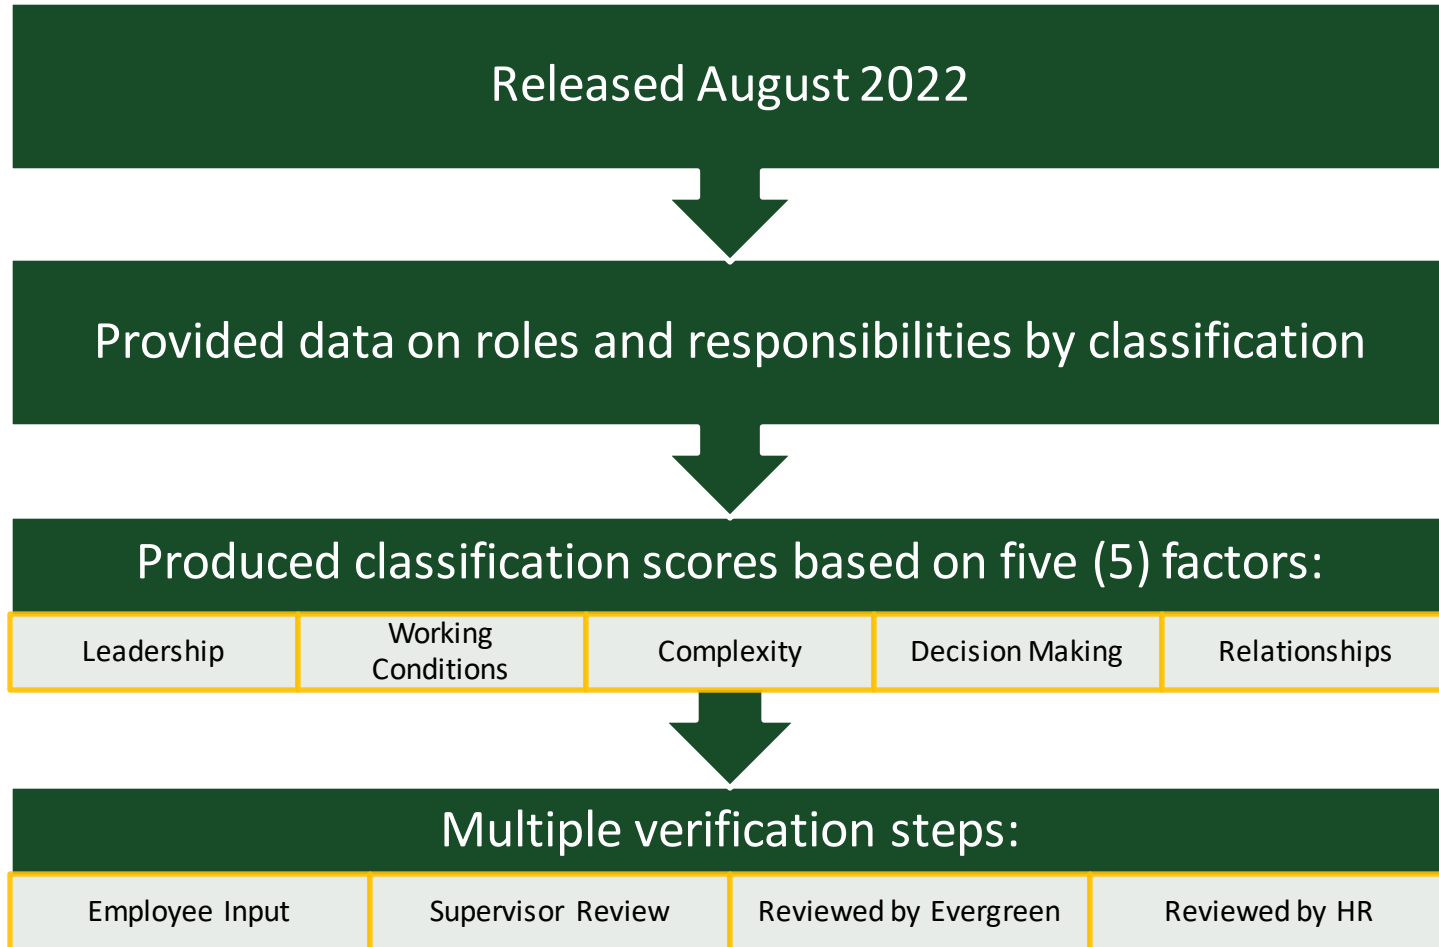 Released August 2022
Provided data on roles and responsibilities by classification
Produced classification scores based on five (5) factors:
Leadership
Working
Conditions
Complexity
Decision Making
Relationships
Multiple verification steps:
Employee Input
Supervisor Review
Reviewed by Evergreen
Reviewed by HR